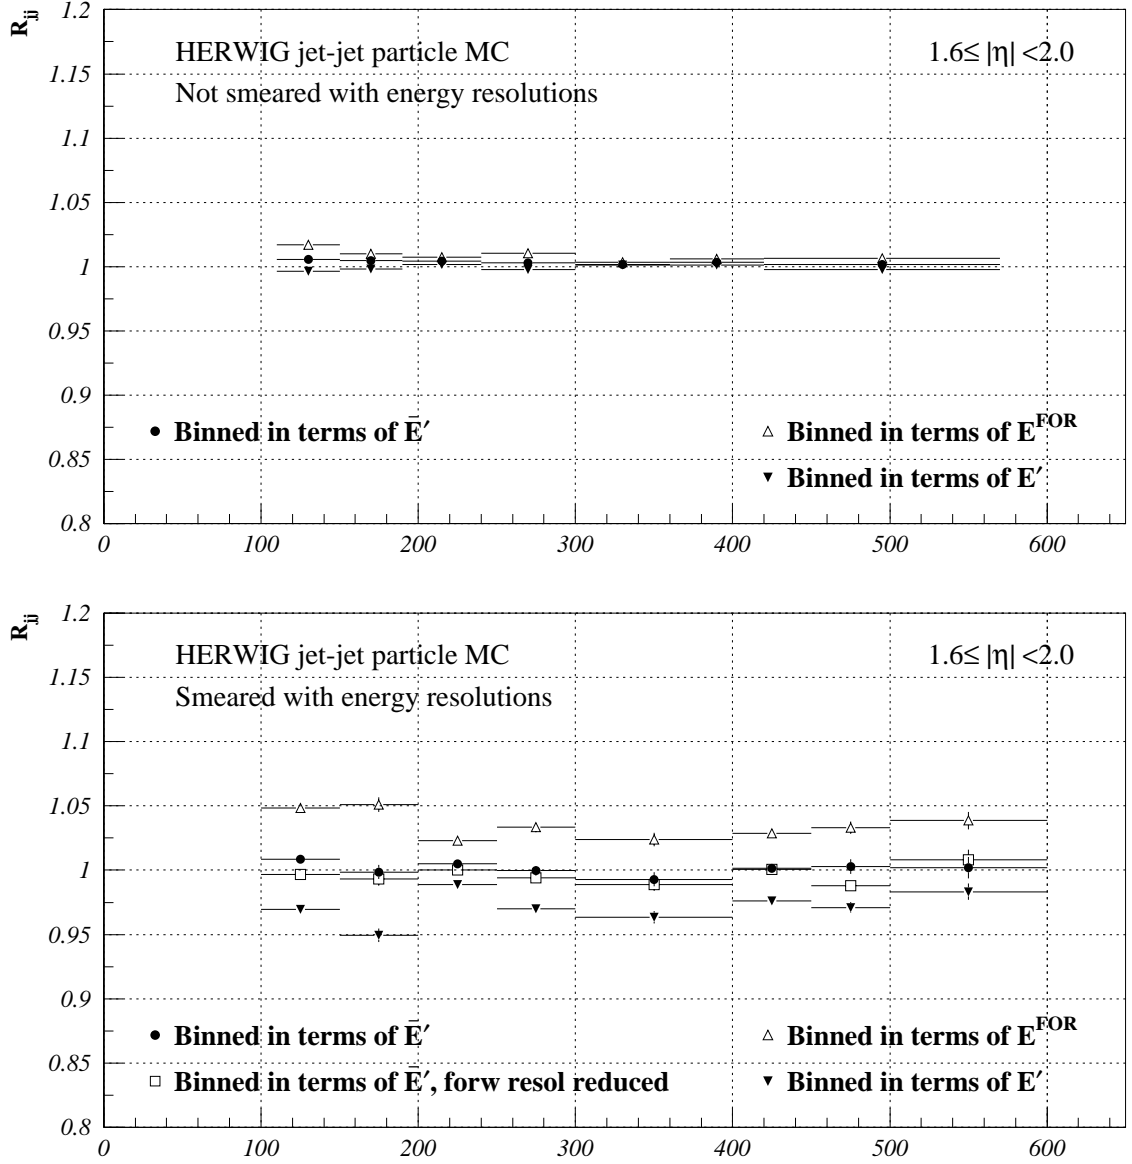 R_jj
1.2
HERWIG jet-jet particle MC 1.6≤ |η| <2.0
1.15
Not smeared with energy resolutions
1.1
1.05
1
0.95
0.9
Binned in terms of Ē′ Binned in terms of E^FOR
0.85
Binned in terms of E′
0.8
0 100 200 300 400 500 600
R_jj
1.2
HERWIG jet-jet particle MC 1.6≤ |η| <2.0
1.15
Smeared with energy resolutions
1.1
1.05
1
0.95
0.9
Binned in terms of Ē′ Binned in terms of E^FOR
0.85
Binned in terms of Ē′, forw resol reduced Binned in terms of E′
0.8
0 100 200 300 400 500 600